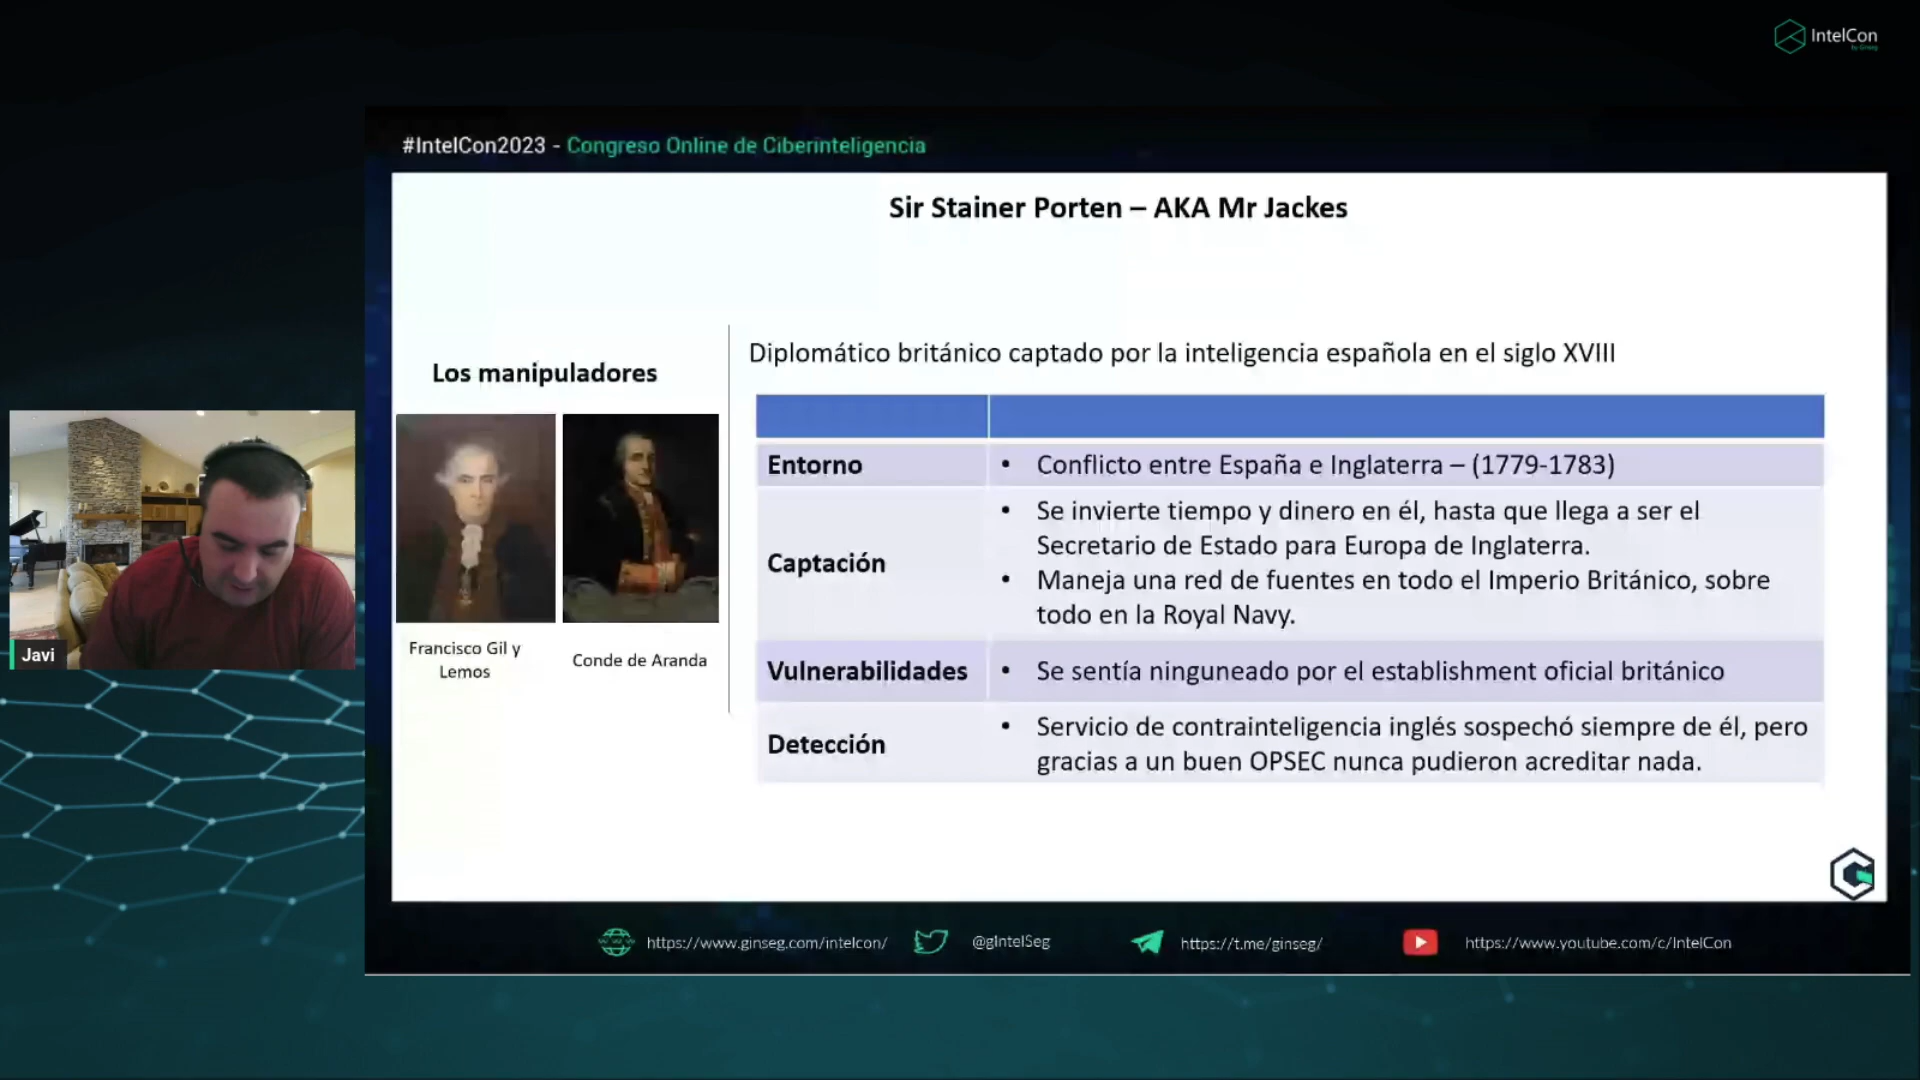 IntelCon
by Ginseg
#IntelCon2023 - Congreso Online de Ciberinteligencia
Sir Stainer Porten – AKA Mr Jackes
Los manipuladores
Francisco Gil y
Lemos
Conde de Aranda
Diplomático británico captado por la inteligencia española en el siglo XVIII
Entorno
• Conflicto entre España e Inglaterra – (1779-1783)
Captación
• Se invierte tiempo y dinero en él, hasta que llega a ser el
Secretario de Estado para Europa de Inglaterra.
• Maneja una red de fuentes en todo el Imperio Británico, sobre
todo en la Royal Navy.
Vulnerabilidades
• Se sentía ninguneado por el establishment oficial británico
Detección
• Servicio de contrainteligencia inglés sospechó siempre de él, pero
gracias a un buen OPSEC nunca pudieron acreditar nada.
Javi
https://www.ginseg.com/intelcon/
@gIntelSeg
https://t.me/ginseg/
https://www.youtube.com/c/IntelCon